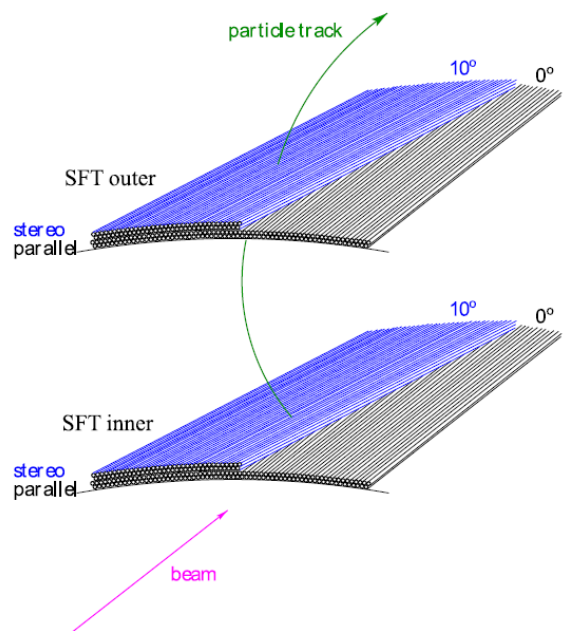 particle track
10º
0º
SFT outer
stereo
parallel
10º
0º
SFT inner
stereo
parallel
beam